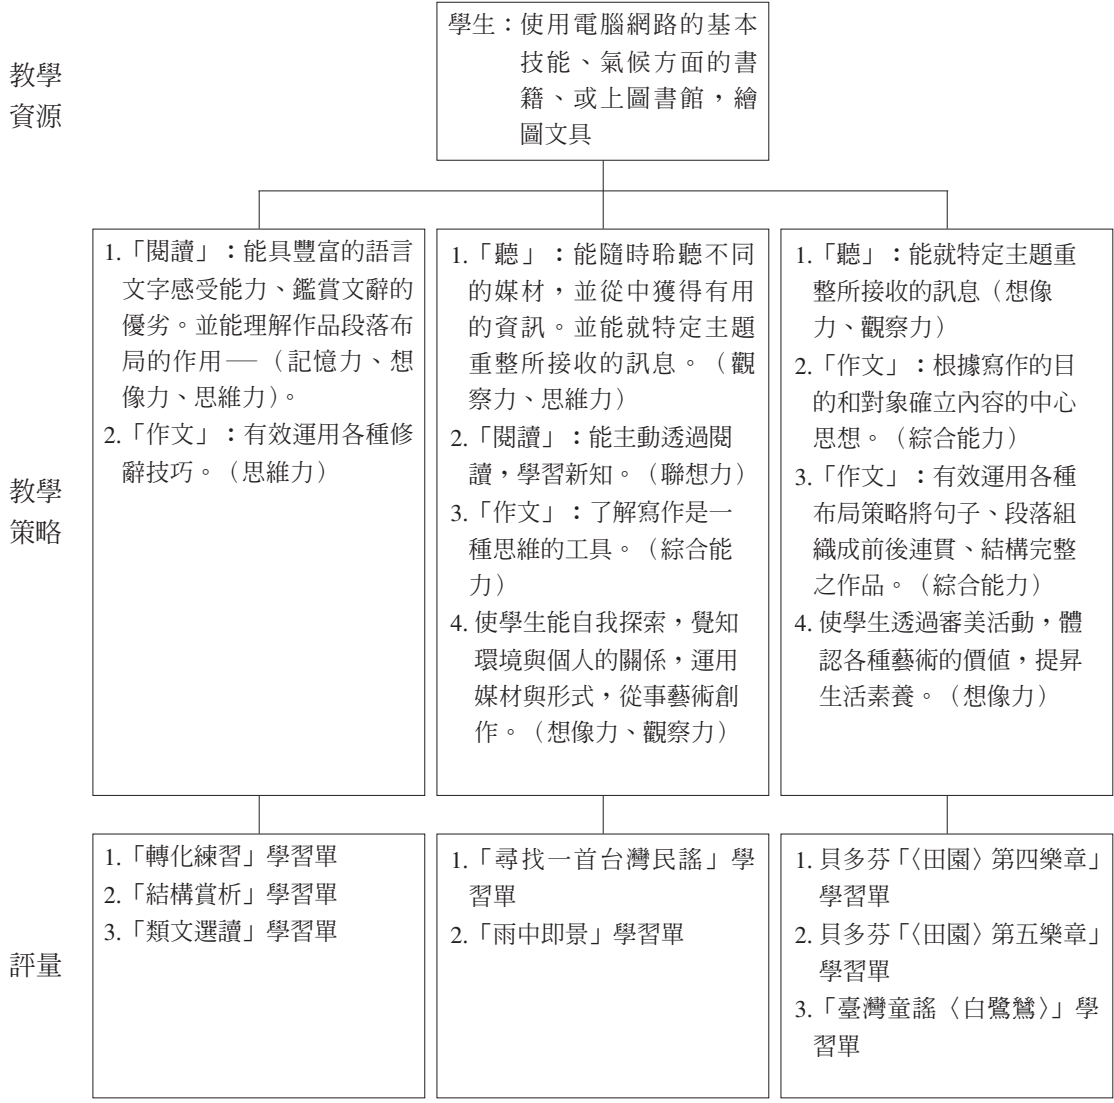 教學
資源
學生：使用電腦網路的基本
技能、氣候方面的書
籍、或上圖書館，繪
圖文具
教學
策略
1.「閱讀」：能具豐富的語言
文字感受能力、鑑賞文辭的
優劣。並能理解作品段落布
局的作用──（記憶力、想
像力、思維力）。
2.「作文」：有效運用各種修
辭技巧。（思維力）
1.「聽」：能隨時聆聽不同
的媒材，並從中獲得有用
的資訊。並能就特定主題
重整所接收的訊息。（觀
察力、思維力）
2.「閱讀」：能主動透過閱
讀，學習新知。（聯想力）
3.「作文」：了解寫作是一
種思維的工具。（綜合能
力）
4. 使學生能自我探索，覺知
環境與個人的關係，運用
媒材與形式，從事藝術創
作。（想像力、觀察力）
1.「聽」：能就特定主題重
整所接收的訊息（想像
力、觀察力）
2.「作文」：根據寫作的目
的和對象確立內容的中心
思想。（綜合能力）
3.「作文」：有效運用各種
布局策略將句子、段落組
織成前後連貫、結構完整
之作品。（綜合能力）
4. 使學生透過審美活動，體
認各種藝術的價值，提昇
生活素養。（想像力）
評量
1.「轉化練習」學習單
2.「結構賞析」學習單
3.「類文選讀」學習單
1.「尋找一首台灣民謠」學
習單
2.「雨中即景」學習單
1. 貝多芬「〈田園〉第四樂章」
學習單
2. 貝多芬「〈田園〉第五樂章」
學習單
3.「臺灣童謠〈白鷺鷥〉」學
習單